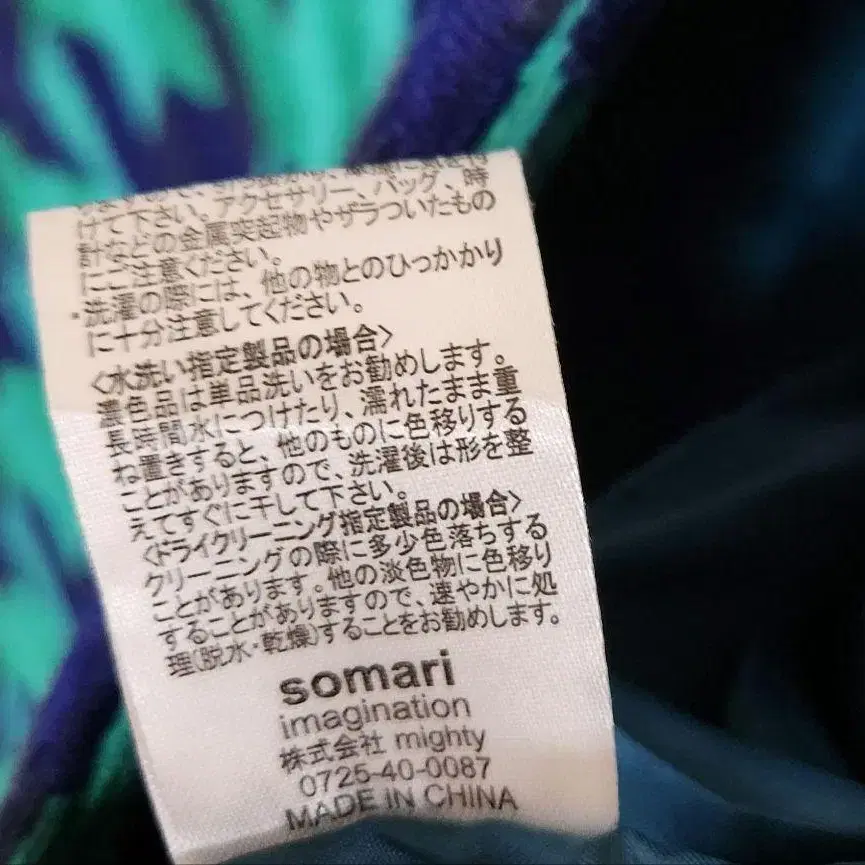 けて下さい。アクセサリー、バッグ、時
計などの金属突起物やザラついたもの
にご注意ください。
・洗濯の際には、他の物とのひっかかり
に十分注意してください。
<水洗い指定製品の場合>
濃色品は単品洗いをお勧めします。
長時間水につけたり、濡れたまま重
ね置きすると、他のものに色移りする
ことがありますので、洗濯後は形を整
えてすぐに干して下さい。
<ドライクリーニング指定製品の場合>
クリーニングの際に多少色落ちする
ことがあります。他の淡色物に色移り
することがありますので、速やかに処
理(脱水・乾燥)することをお勧めします。
somari
imagination
株式会社 mighty
0725-40-0087
MADE IN CHINA